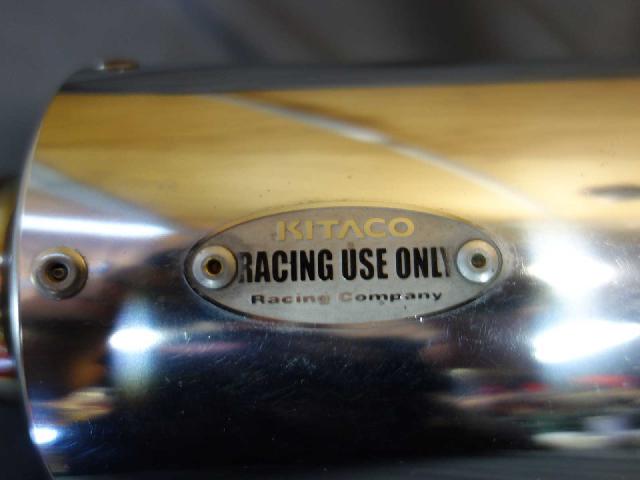 KITACO
RACING USE ONLY
Racing Company